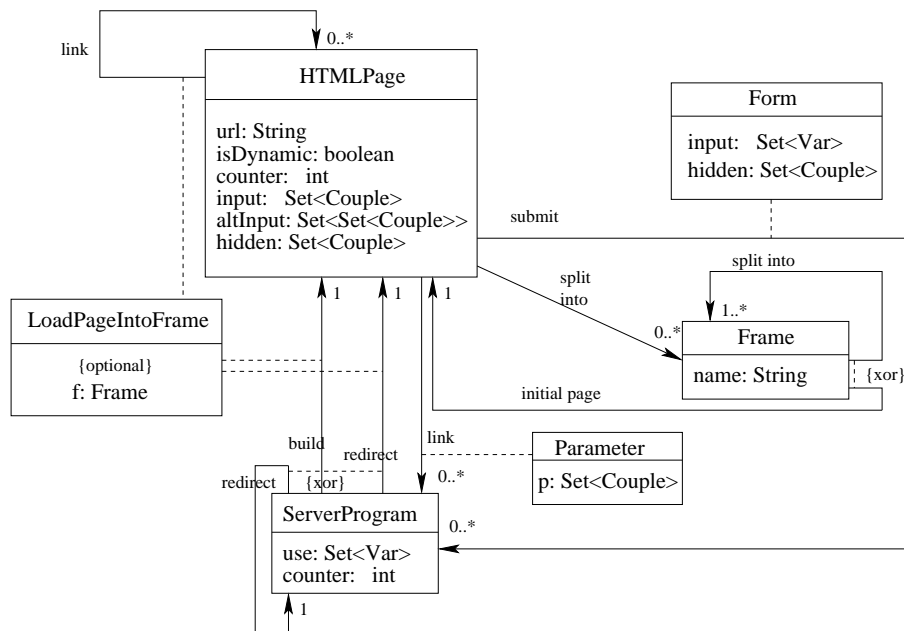 link
0..*
HTMLPage
url: String
isDynamic: boolean
counter: int
input: Set<Couple>
altInput: Set<Set<Couple>>
hidden: Set<Couple>
Form
input: Set<Var>
hidden: Set<Couple>
submit
split into
split
into
1..*
0..*
Frame
name: String
{xor}
1
1
1
LoadPageIntoFrame
{optional}
f: Frame
initial page
build
redirect
link
redirect
{xor}
0..*
Parameter
p: Set<Couple>
ServerProgram
use: Set<Var>
counter: int
0..*
1